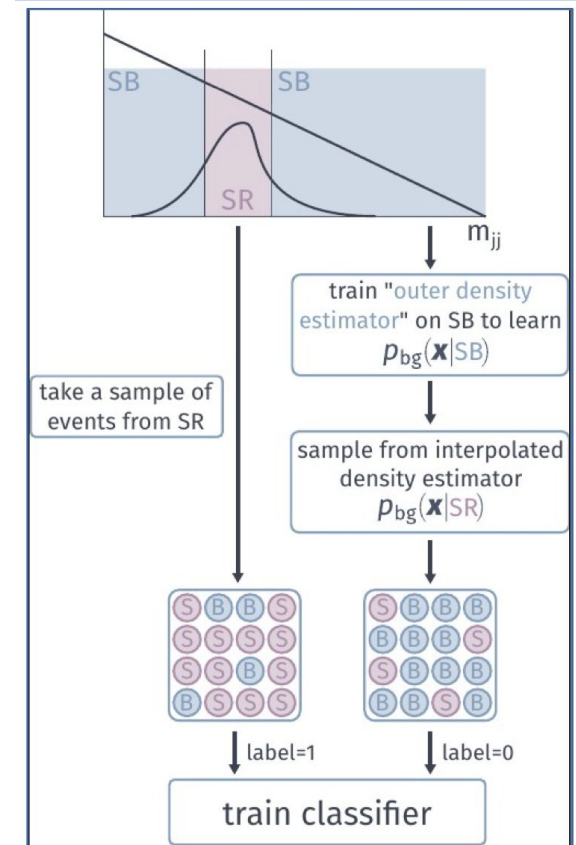 SB
SB
SR
m_jj
train "outer density
estimator" on SB to learn
p_bg(x|SB)
take a sample of
events from SR
sample from interpolated
density estimator
p_bg(x|SR)
S B B S
S S S S
S S B S
B S S S
S B B B
B B B S
S B B B
B B S B
label=1
label=0
train classifier